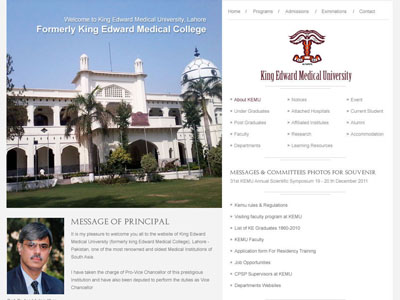 Home / Programs / Admissions / Examinations / Contact
Welcome to King Edward Medical University, Lahore
Formerly King Edward Medical College
King Edward Medical University
About KEMU
Notices
Event
Under Graduates
Attached Hospitals
Current Student
Post Graduates
Affiliated Institutes
Alumni
Faculty
Research
Accommodation
Departments
Learning Resources
MESSAGES & COMMITTEES PHOTOS FOR SOUVENIR
31st KEMU Annual Scientific Symposium 19 - 20 th December 2011
Kemu rules & Regulations
Visiting faculty program at KEMU
List of KE Graduates 1860-2010
KEMU Faculty
Application form For Residency Training
Job Opportunities
CPSP Supervisors at KEMU
Departments Websites
MESSAGE OF PRINCIPAL
It is my pleasure to welcome you all to the website of King Edward
Medical University (formerly king Edward Medical College), Lahore -
Pakistan, one of the most renowned and oldest Medical Institutions of
South Asia.
I have taken the charge of Pro-Vice Chancellor of this prestigious
institution and have also been deputed to perform the duties as Vice
Chancellor